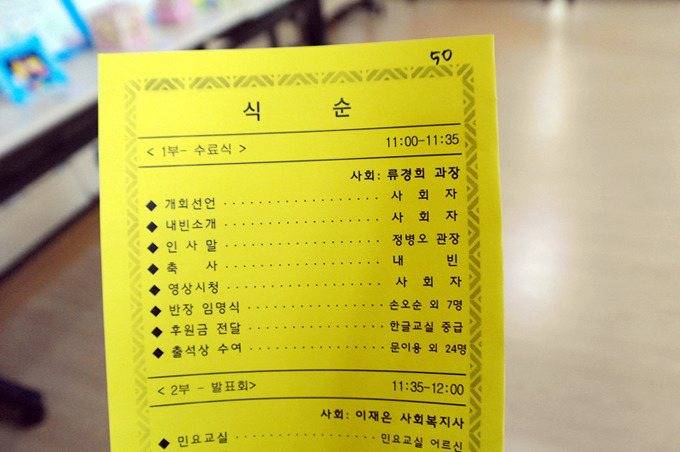 50
식 순
< 1부- 수료식 > 11:00-11:35
사회: 류경희 과장
◆ 개회선언 ··················· 사 회 자
◆ 내빈소개 ··················· 사 회 자
◆ 인 사 말 ··················· 정병오 관장
◆ 축 사 ··················· 내 빈
◆ 영상시청 ··················· 사 회 자
◆ 반장 임명식 ················ 손오순 외 7명
◆ 후원금 전달 ················ 한글교실 중급
◆ 출석상 수여 ················ 문이용 외 24명
< 2부 - 발표회> 11:35-12:00
사회: 이재은 사회복지사
◆ 민요교실 ·················· 민요교실 어르신